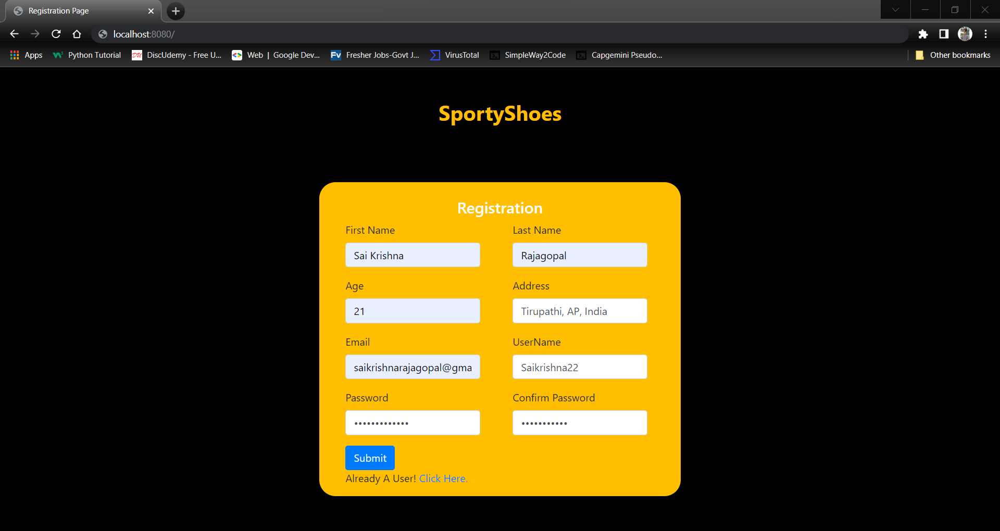 Registration Page
localhost:8080/
Apps Python Tutorial DiscUdemy - Free U... Web | Google Dev... Fresher Jobs-Govt J... VirusTotal SimpleWay2Code Capgemini Pseudo... Other bookmarks
SportyShoes
Registration
First Name Last Name
Sai Krishna Rajagopal
Age Address
21 Tirupathi, AP, India
Email UserName
saikrishnarajagopal@gma Saikrishna22
Password Confirm Password
••••••••••••• •••••••••••
Submit
Already A User! Click Here.